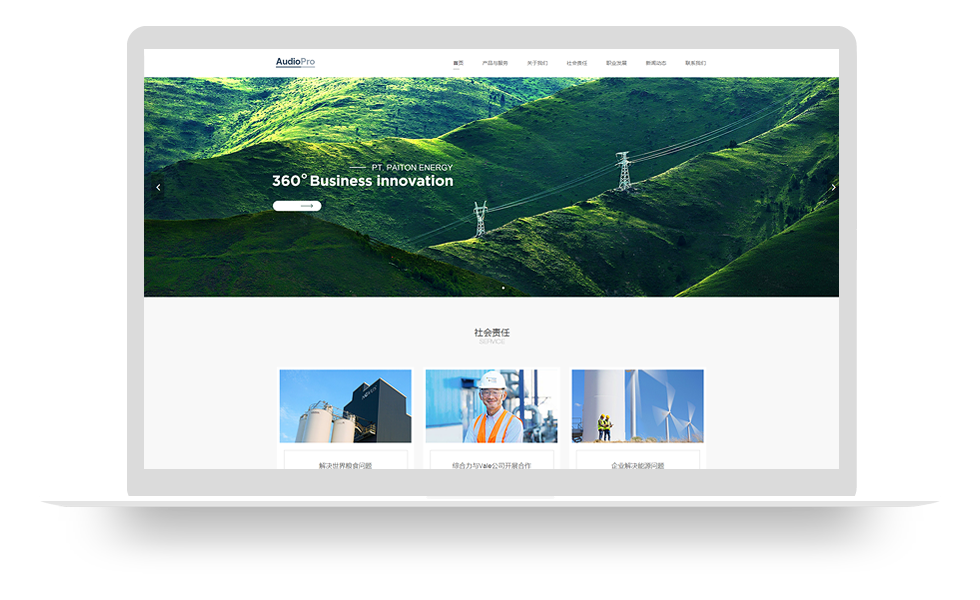 AudioPro
首页 产品与服务 关于我们 社会责任 职业发展 新闻动态 联系我们
PT. PAITON ENERGY
360° Business innovation
社会责任
SERVICE
解决世界粮食问题
综合力与Vale公司开展合作
企业解决能源问题